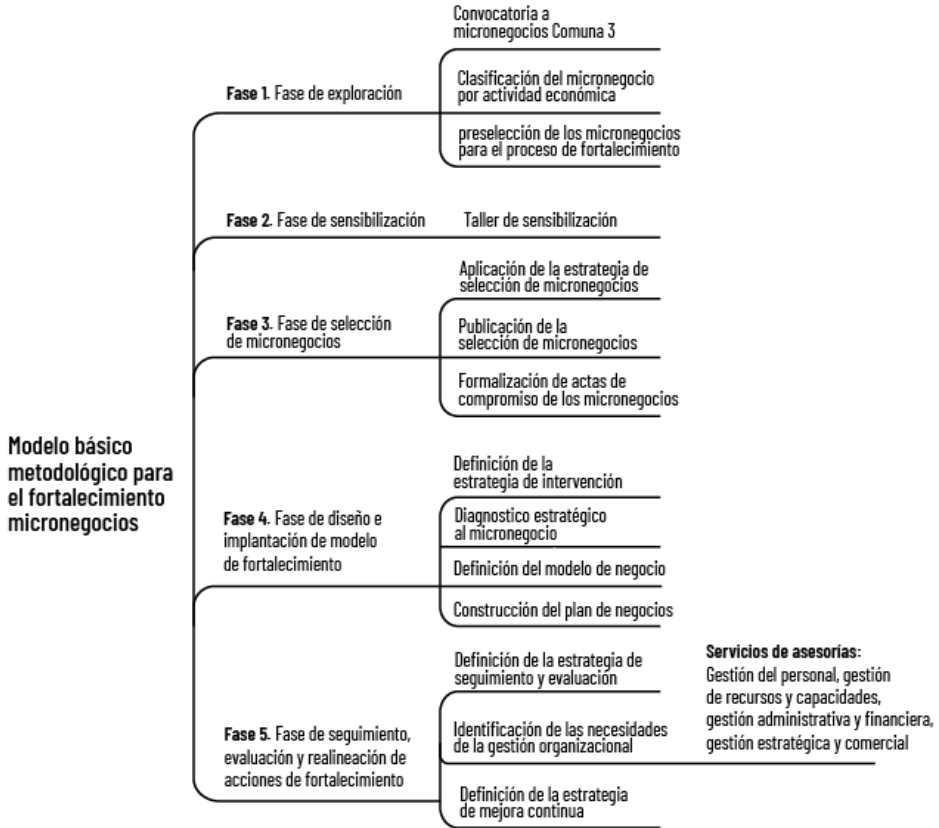 Modelo básico
metodológico para
el fortalecimiento
micronegocios
Fase 1. Fase de exploración
Convocatoria a
micronegocios Comuna 3
Clasificación del micronegocio
por actividad económica
preselección de los micronegocios
para el proceso de fortalecimiento
Fase 2. Fase de sensibilización
Taller de sensibilización
Fase 3. Fase de selección
de micronegocios
Aplicación de la estrategia de
selección de micronegocios
Publicación de la
selección de micronegocios
Formalización de actas de
compromiso de los micronegocios
Fase 4. Fase de diseño e
implantación de modelo
de fortalecimiento
Definición de la
estrategia de intervención
Diagnostico estratégico
al micronegocio
Definición del modelo de negocio
Construcción del plan de negocios
Fase 5. Fase de seguimiento,
evaluación y realineación de
acciones de fortalecimiento
Definición de la estrategia de
seguimiento y evaluación
Identificación de las necesidades
de la gestión organizacional
Servicios de asesorías:
Gestión del personal, gestión
de recursos y capacidades,
gestión administrativa y financiera,
gestión estratégica y comercial
Definición de la estrategia
de mejora continua